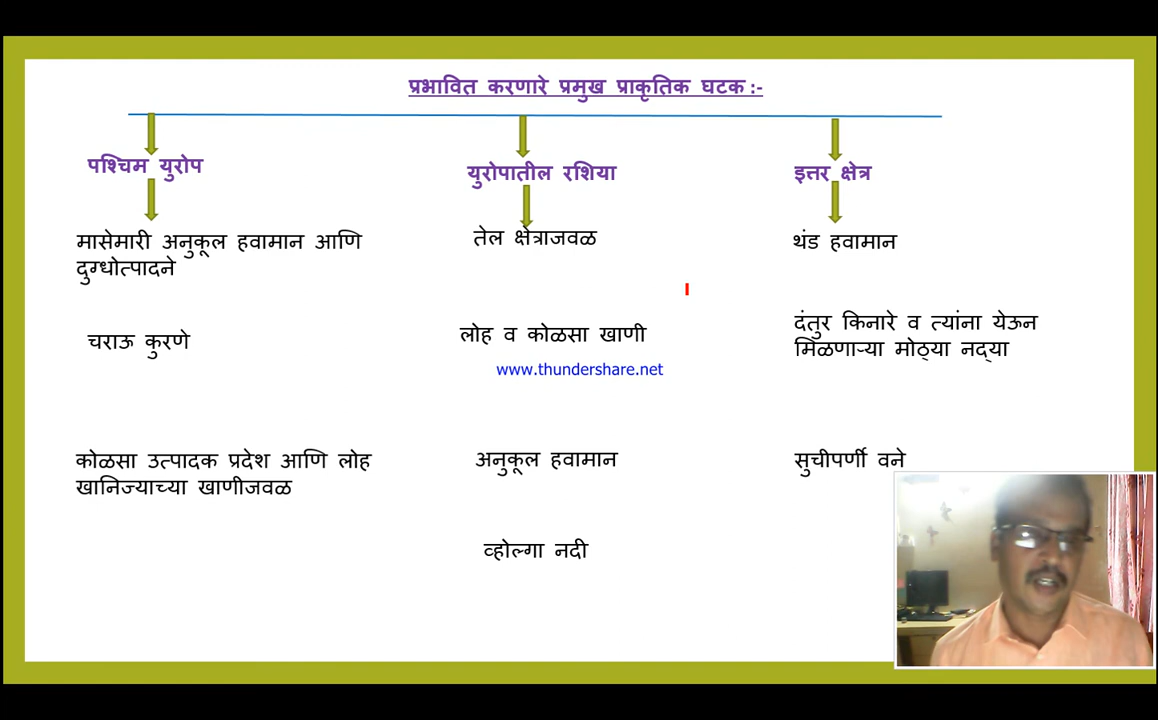 प्रभावित करणारे प्रमुख प्राकृतिक घटक :-
पश्चिम युरोप
मासेमारी अनुकूल हवामान आणि
दुग्धोत्पादने
चराऊ कुरणे
कोळसा उत्पादक प्रदेश आणि लोह
खानिज्याच्या खाणीजवळ
युरोपातील रशिया
तेल क्षेत्राजवळ
लोह व कोळसा खाणी
www.thundershare.net
अनुकूल हवामान
व्होल्गा नदी
इत्तर क्षेत्र
थंड हवामान
दंतुर किनारे व त्यांना येऊन
मिळणाऱ्या मोठ्या नद्या
सुचीपर्णी वने